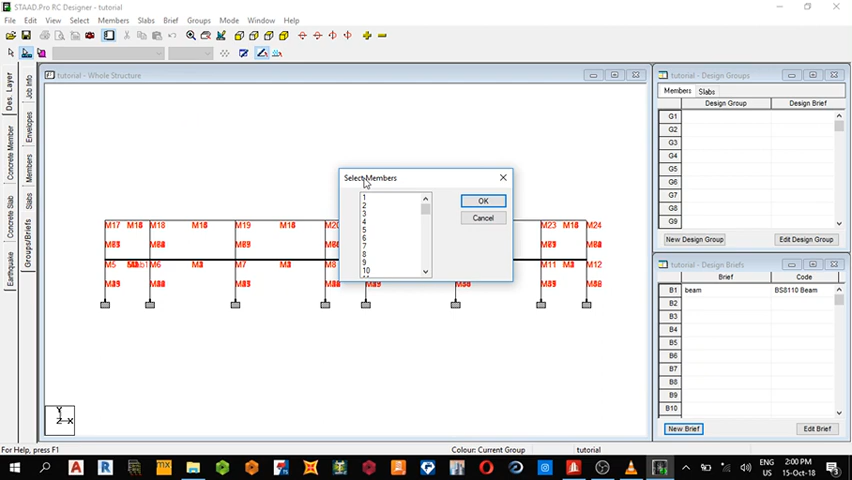 STAAD.Pro RC Designer - tutorial
File Edit View Select Members Slabs Brief Groups Mode Window Help
tutorial - Whole Structure
Des. Layer
Concrete Member
Concrete Slab
Earthquake
Job Info
Envelopes
Members
Slabs
Groups/Briefs
M17 M18 M19 M23 M24
M5 M6 M7 M8 M11 M12
Select Members
1
2
3
4
5
6
7
8
9
10
OK
Cancel
Y
Z X
tutorial - Design Groups
Members Slabs
Design Group Design Brief
G1
G2
G3
G4
G5
G6
G7
G8
G9
New Design Group Edit Design Group
tutorial - Design Briefs
Brief Code
B1 beam BS8110 Beam
B2
B3
B4
B5
B6
B7
B8
B9
B10
New Brief Edit Brief
For Help, press F1 Colour: Current Group tutorial
ENG 2:00 PM
US 15-Oct-18